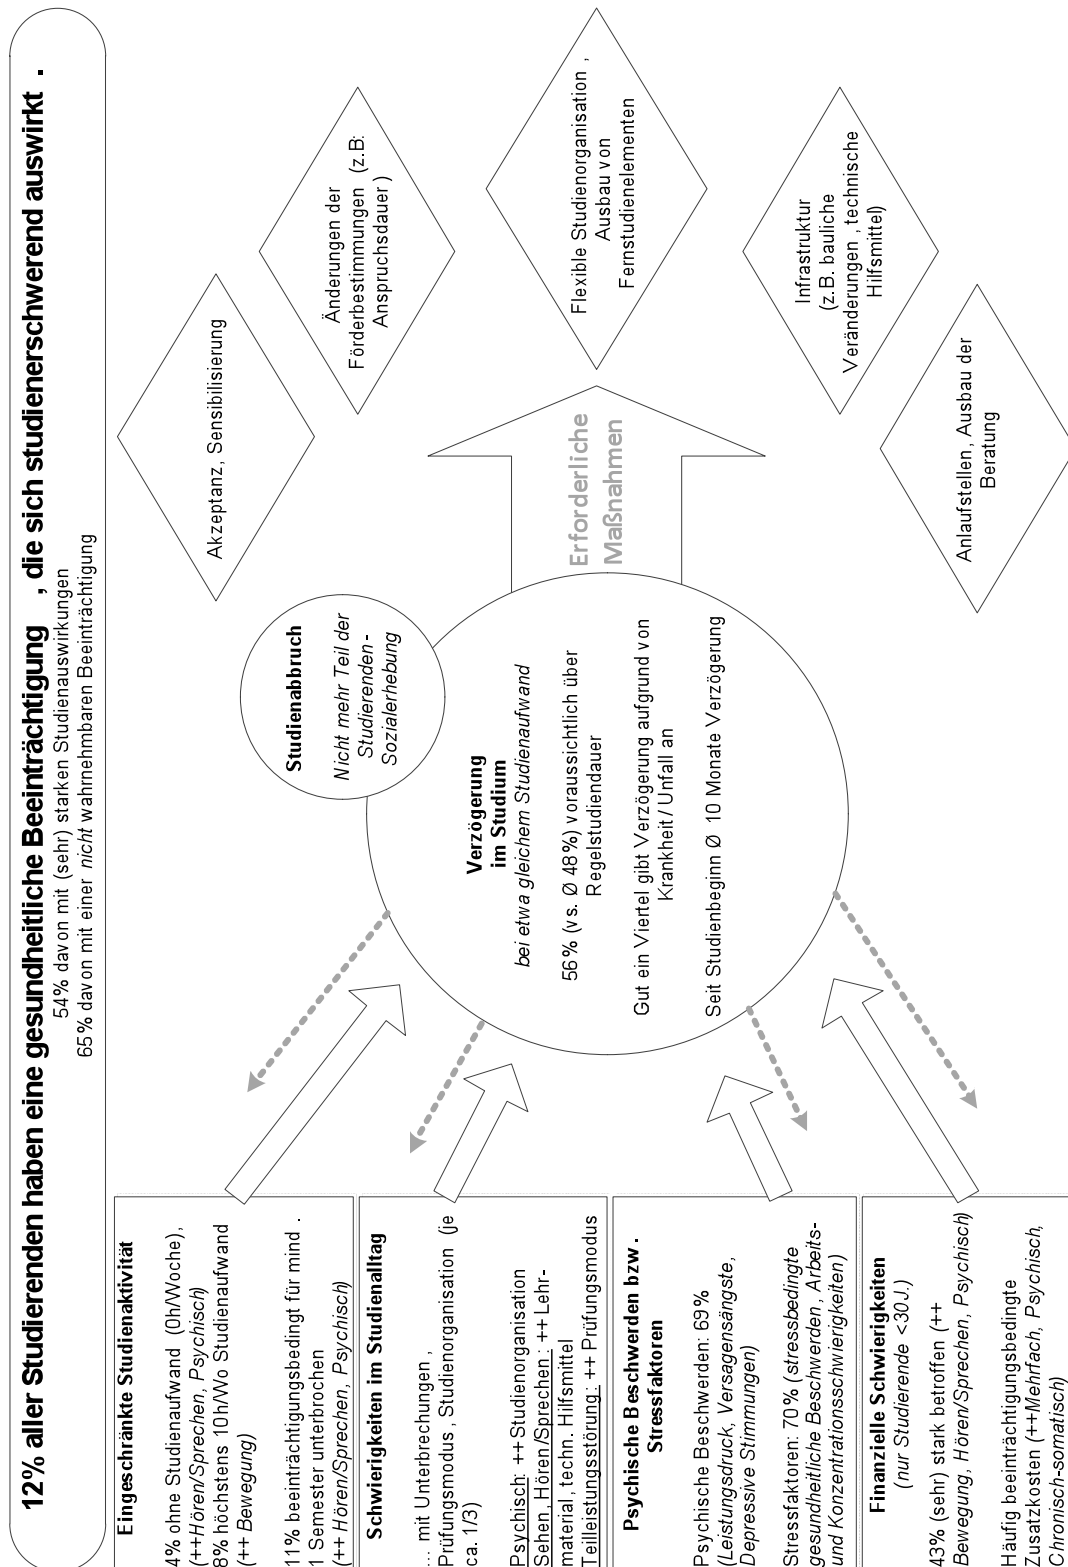 12% aller Studierenden haben eine gesundheitliche Beeinträchtigung , die sich studienerschwerend auswirkt .
54% davon mit (sehr) starken Studienauswirkungen
65% davon mit einer nicht wahrnehmbaren Beeinträchtigung
Eingeschränkte Studienaktivität
4% ohne Studienaufwand (0h/Woche),
(++Hören/Sprechen, Psychisch)
8% höchstens 10h/Wo Studienaufwand
(++ Bewegung)
11% beeinträchtigungsbedingt für mind .
1 Semester unterbrochen
(++ Hören/Sprechen, Psychisch)
Schwierigkeiten im Studienalltag
... mit Unterbrechungen ,
Prüfungsmodus , Studienorganisation (je
ca. 1/3)
Psychisch: ++ Studienorganisation
Sehen, Hören/Sprechen : ++ Lehr-
material, techn. Hilfsmittel
Teilleistungsstörung: ++ Prüfungsmodus
Psychische Beschwerden bzw .
Stressfaktoren
Psychische Beschwerden: 69%
(Leistungsdruck, Versagensängste,
Depressive Stimmungen)
Stressfaktoren: 70% (stressbedingte
gesundheitliche Beschwerden, Arbeits-
und Konzentrationsschwierigkeiten)
Finanzielle Schwierigkeiten
(nur Studierende <30J.)
43% (sehr) stark betroffen (++
Bewegung, Hören/Sprechen, Psychisch)
Häufig beeinträchtigungsbedingte
Zusatzkosten (++Mehrfach, Psychisch,
Chronisch-somatisch)
Studienabbruch
Nicht mehr Teil der
Studierenden-
Sozialerhebung
Verzögerung
im Studium
bei etwa gleichem Studienaufwand
56% (vs. Ø 48%) voraussichtlich über
Regelstudiendauer
Gut ein Viertel gibt Verzögerung aufgrund von
Krankheit/Unfall an
Seit Studienbeginn Ø 10 Monate Verzögerung
Erforderliche
Maßnahmen
Akzeptanz, Sensibilisierung
Änderungen der
Förderbestimmungen (z.B:
Anspruchsdauer )
Flexible Studienorganisation ,
Ausbau von
Fernstudienelementen
Infrastruktur
(z.B. bauliche
Veränderungen , technische
Hilfsmittel)
Anlaufstellen, Ausbau der
Beratung